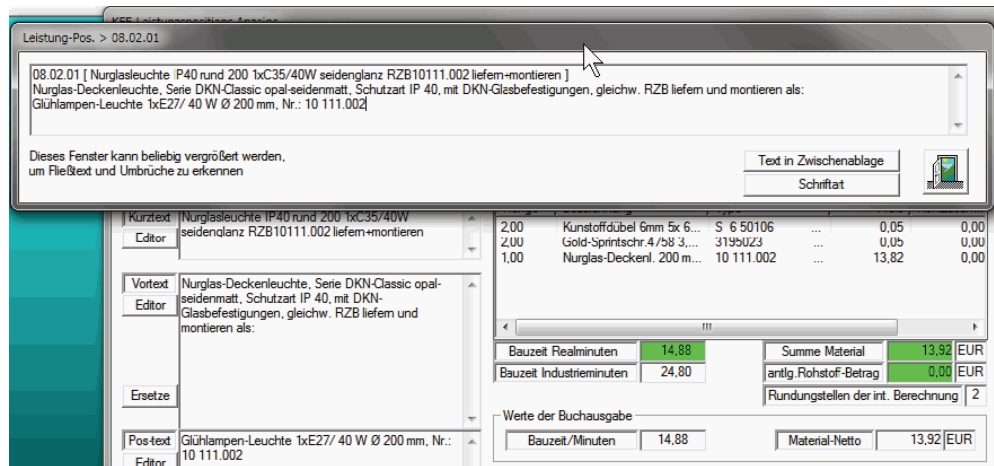 Leistung-Pos. > 08.02.01
08.02.01 [ Nurglasleuchte IP40 rund 200 1xC35/40W seidenglanz RZB10111.002 liefern+montieren ]
Nurglas-Deckenleuchte, Serie DKN-Classic opal-seidenmatt, Schutzart IP 40, mit DKN-Glasbefestigungen, gleichw. RZB liefern und montieren als:
Glühlampen-Leuchte 1xE27/ 40 W Ø 200 mm, Nr.: 10 111.002
Dieses Fenster kann beliebig vergrößert werden,
um Fließtext und Umbrüche zu erkennen
Text in Zwischenablage
Schriftat
Kurztext
Editor
Nurglasleuchte IP40 rund 200 1xC35/40W
seidenglanz RZB10111.002 liefern+montieren
2,00 Kunstoffdübel 6mm 5x 6... S 6 50106 ... 0,05 0,00
2,00 Gold-Sprintschr.4/58 3,... 3195023 ... 0,05 0,00
1,00 Nurglas-Deckenl. 200 m... 10 111.002 ... 13,82 0,00
Vortext
Editor
Nurglas-Deckenleuchte, Serie DKN-Classic opal-
seidenmatt, Schutzart IP 40, mit DKN-
Glasbefestigungen, gleichw. RZB liefern und
montieren als:
Ersetze
Bauzeit Realminuten 14,88 Summe Material 13,92 EUR
Bauzeit Industrieminuten 24,80 antlg.Rohstoff-Betrag 0,00 EUR
Rundungstellen der int. Berechnung 2
Werte der Buchausgabe
Bauzeit/Minuten 14,88 Material-Netto 13,92 EUR
Pos-text
Editor
Glühlampen-Leuchte 1xE27/ 40 W Ø 200 mm, Nr.:
10 111.002